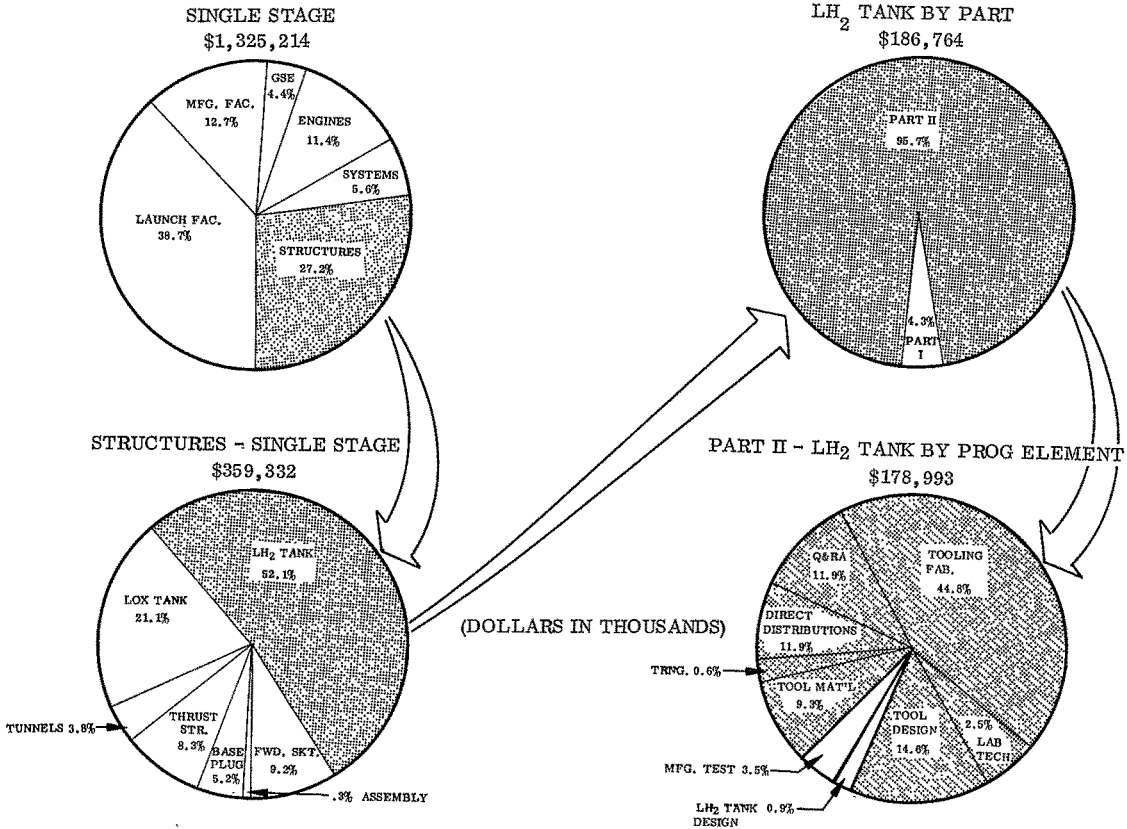 SINGLE STAGE
$1,325,214
GSE
4.4%
MFG. FAC.
12.7%
ENGINES
11.4%
SYSTEMS
5.6%
LAUNCH FAC.
38.7%
STRUCTURES
27.2%
LH2 TANK BY PART
$186,764
PART II
95.7%
4.3%
PART
I
STRUCTURES - SINGLE STAGE
$359,332
LH2 TANK
52.1%
LOX TANK
21.1%
TUNNELS 3.8%
THRUST
STR.
8.3%
BASE
PLUG
5.2%
FWD. SKT.
9.2%
.3% ASSEMBLY
(DOLLARS IN THOUSANDS)
PART II - LH2 TANK BY PROG ELEMENT
$178,993
Q&RA
11.9%
TOOLING
FAB.
44.8%
DIRECT
DISTRIBUTIONS
11.9%
TRNG. 0.6%
TOOL MAT'L
9.3%
TOOL
DESIGN
14.6%
2.5%
LAB
TECH
MFG. TEST 3.5%
LH2 TANK 0.9%
DESIGN